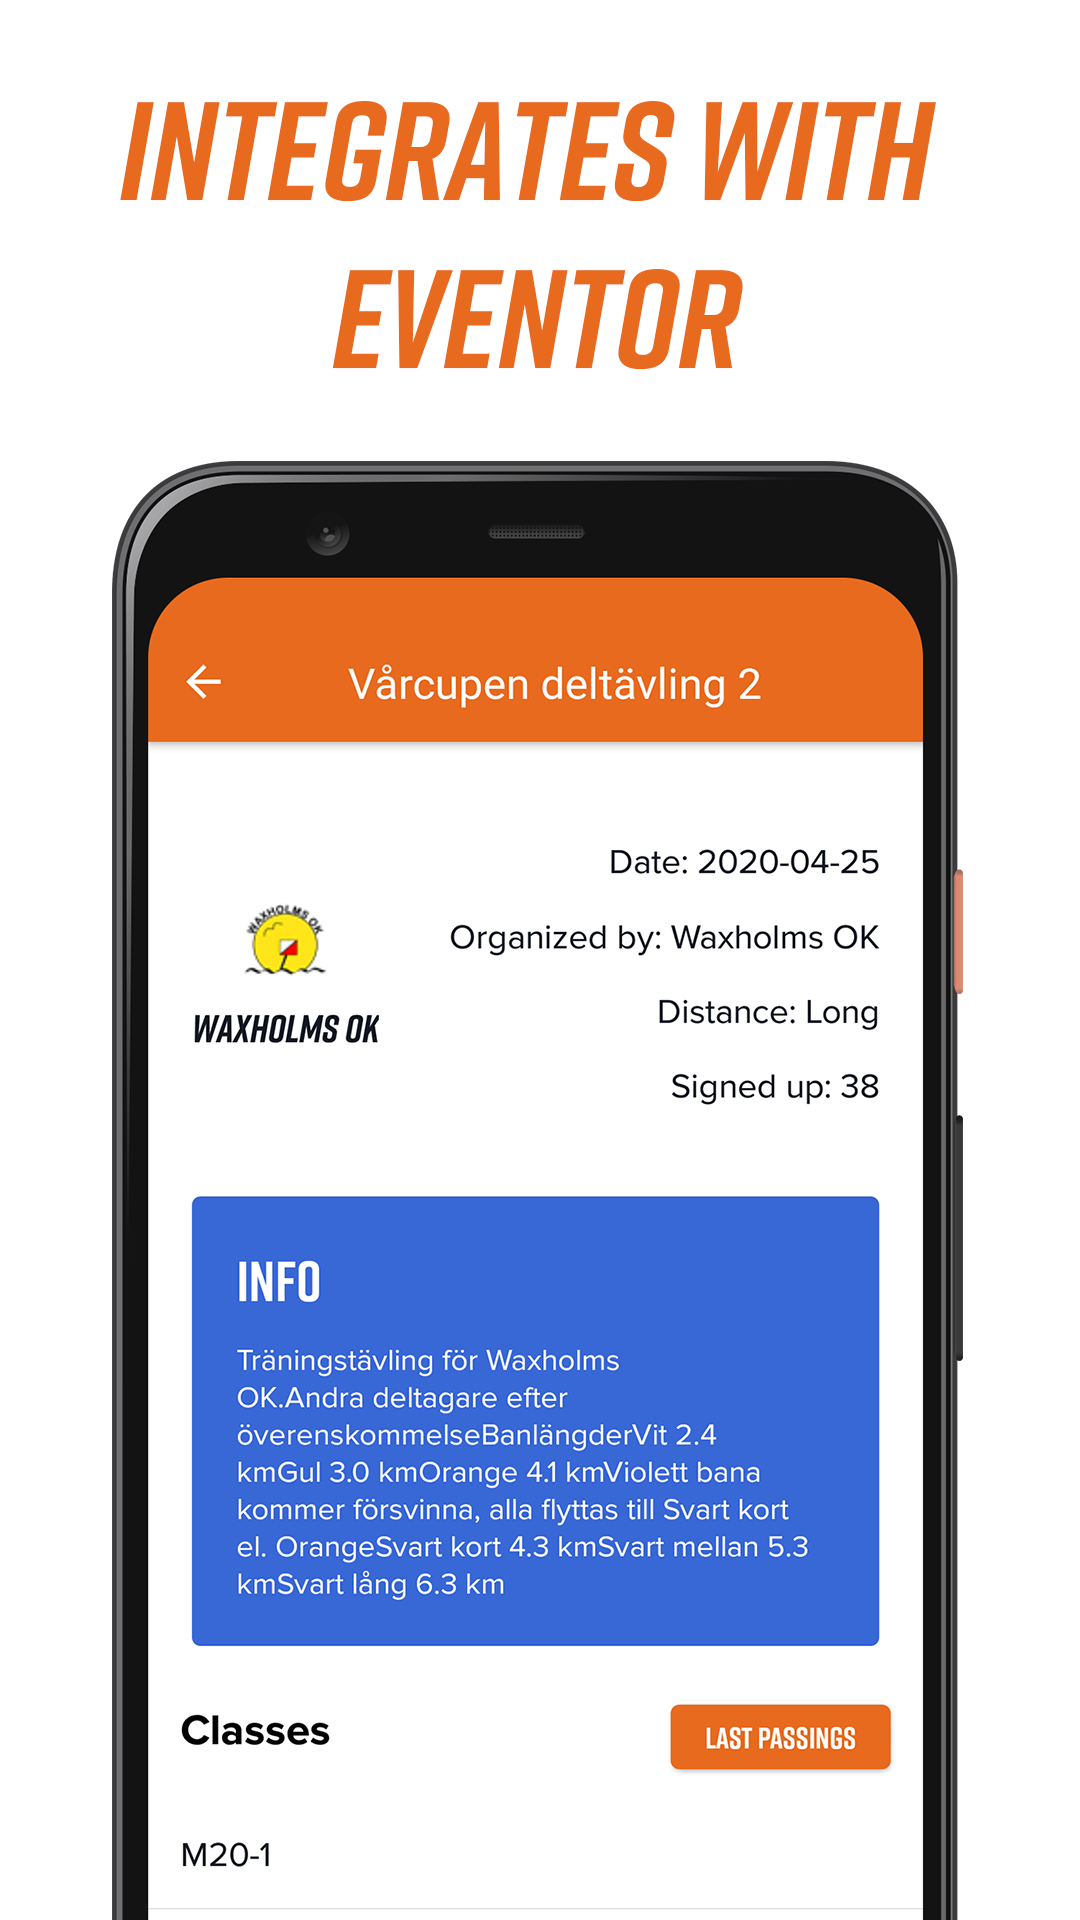 INTEGRATES WITH
EVENTOR
Vårcupen deltävling 2
Date: 2020-04-25
WAXHOLMS OK
Organized by: Waxholms OK
Distance: Long
WAXHOLMS OK
Signed up: 38
INFO
Träningstävling för Waxholms
OK.Andra deltagare efter
överenskommelseBanlängderVit 2.4
kmGul 3.0 kmOrange 4.1 kmViolett bana
kommer försvinna, alla flyttas till Svart kort
el. OrangeSvart kort 4.3 kmSvart mellan 5.3
kmSvart lång 6.3 km
Classes
LAST PASSINGS
M20-1